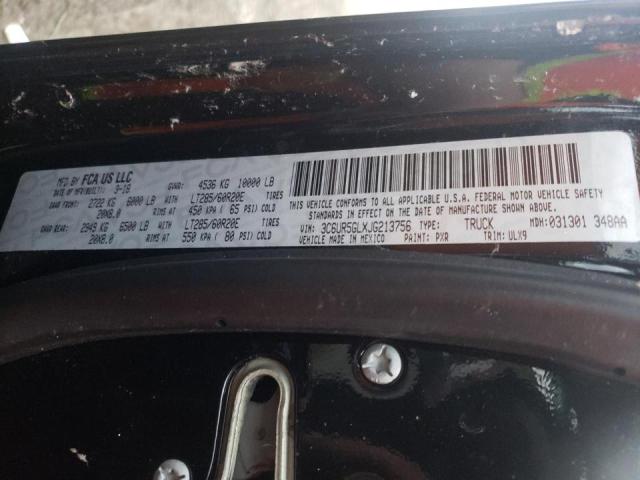 MFD BY FCA US LLC
DATE OF MFR(BUILT): 3-18 GVWR: 4536 KG 10000 LB
GAWR FRONT: 2722 KG 6000 LB WITH LT285/60R20E TIRES
20X8.0 RIMS AT 450 KPA ( 65 PSI) COLD
GAWR REAR: 2949 KG 6500 LB WITH LT285/60R20E TIRES
20X8.0 RIMS AT 550 KPA ( 80 PSI) COLD
THIS VEHICLE CONFORMS TO ALL APPLICABLE U.S.A. FEDERAL MOTOR VEHICLE SAFETY
STANDARDS IN EFFECT ON THE DATE OF MANUFACTURE SHOWN ABOVE.
VIN: 3C6UR5GLXJG213756 TYPE: TRUCK MDH: 031301 348AA
VEHICLE MADE IN MEXICO PAINT: PXR TRIM: ULX9